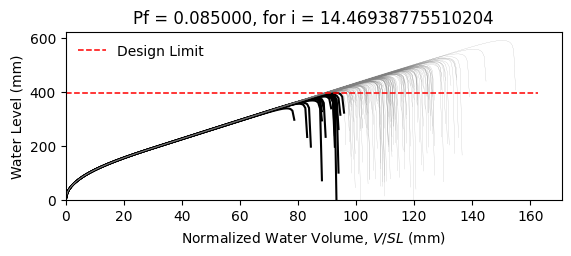 Pf = 0.085000, for i = 14.46938775510204
Design Limit
Water Level (mm)
600
400
200
0
0 20 40 60 80 100 120 140 160
Normalized Water Volume, V/SL (mm)